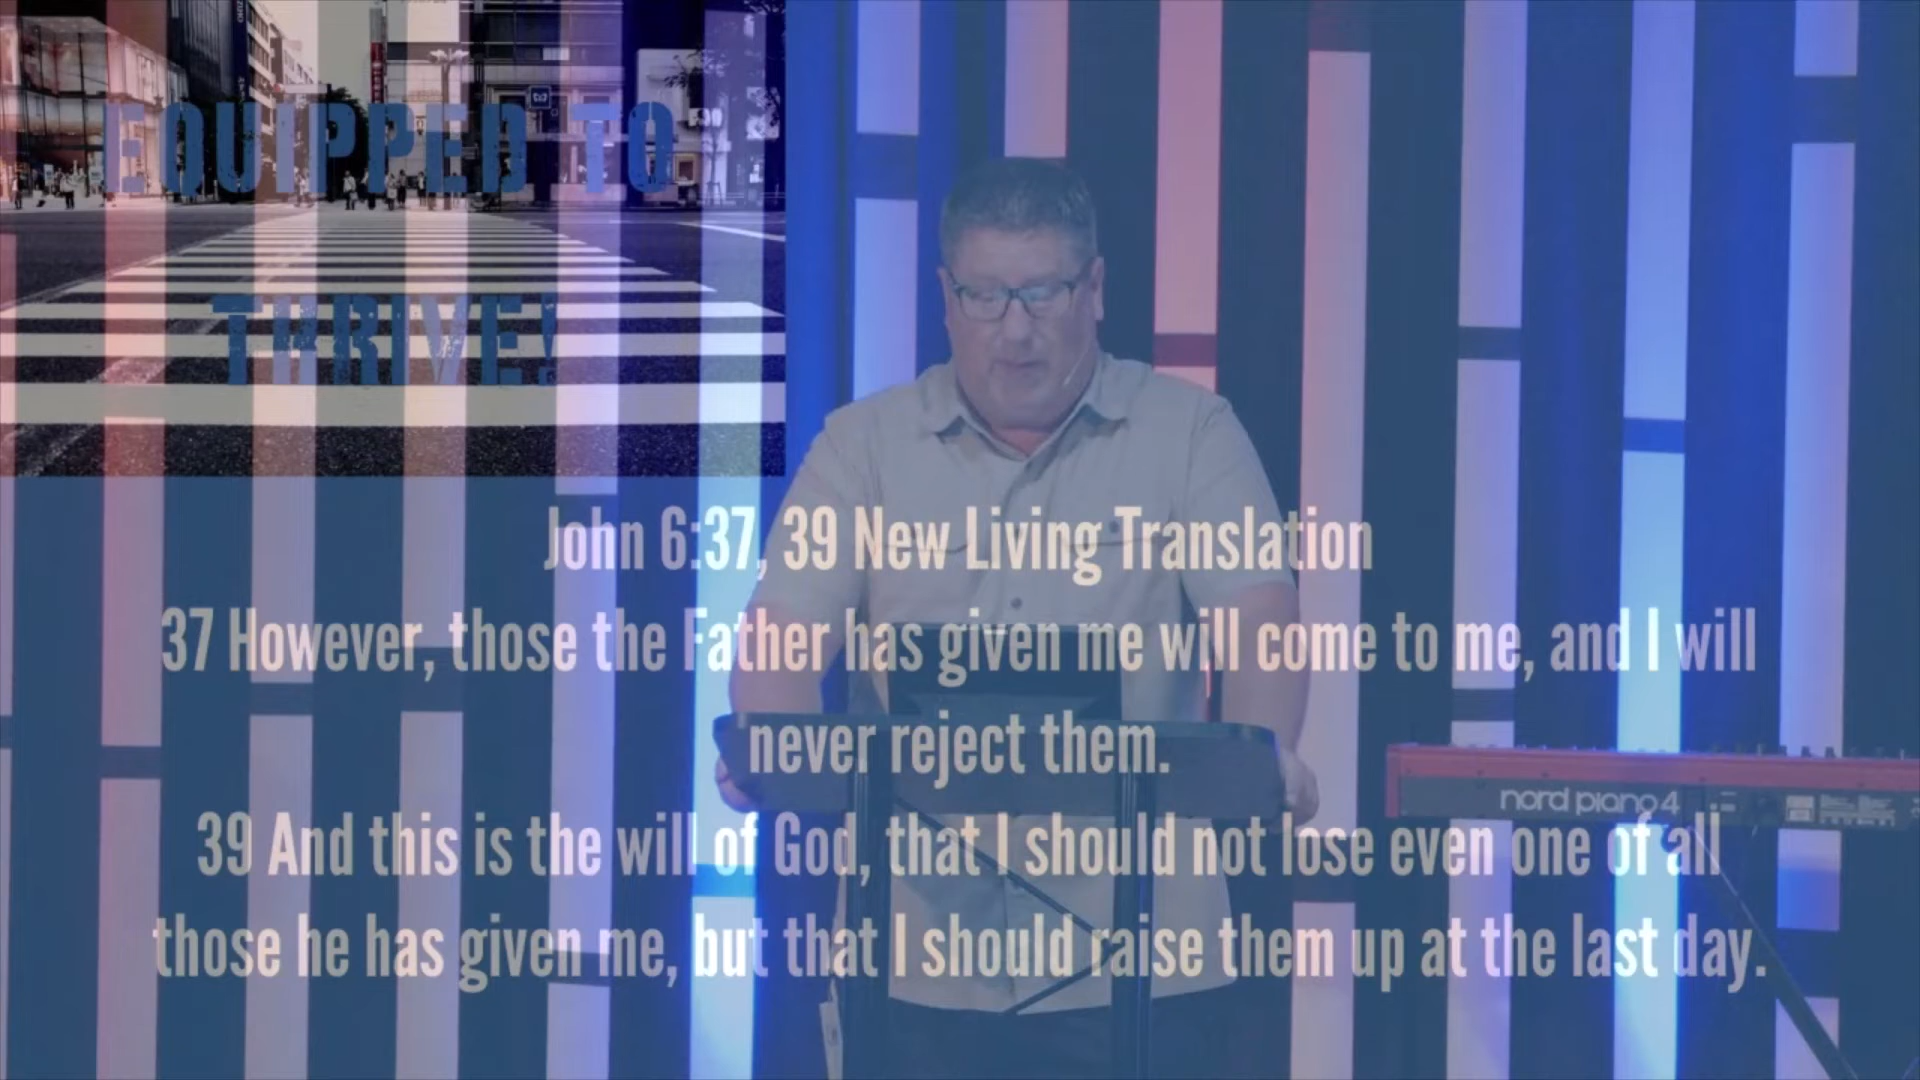 EQUIPPED TO
THRIVE!
John 6:37, 39 New Living Translation
37 However, those the Father has given me will come to me, and I will
never reject them.
39 And this is the will of God, that I should not lose even one of all
those he has given me, but that I should raise them up at the last day.
nord piano 4